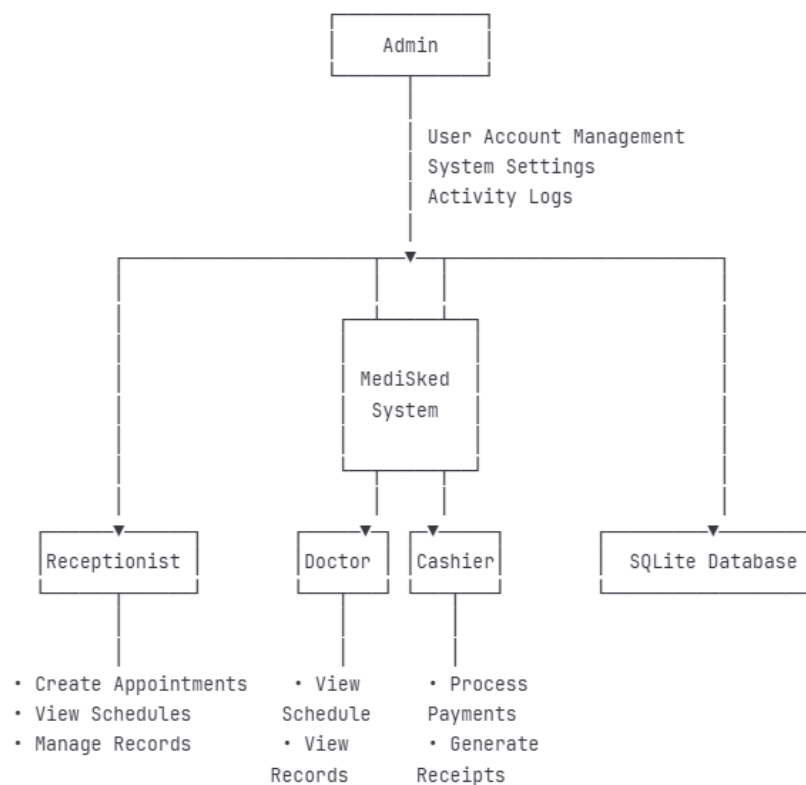 Admin
User Account Management
System Settings
Activity Logs
MediSked
System
Receptionist
Doctor
Cashier
SQLite Database
• Create Appointments
• View Schedules
• Manage Records
• View
Schedule
• View
Records
• Process
Payments
• Generate
Receipts